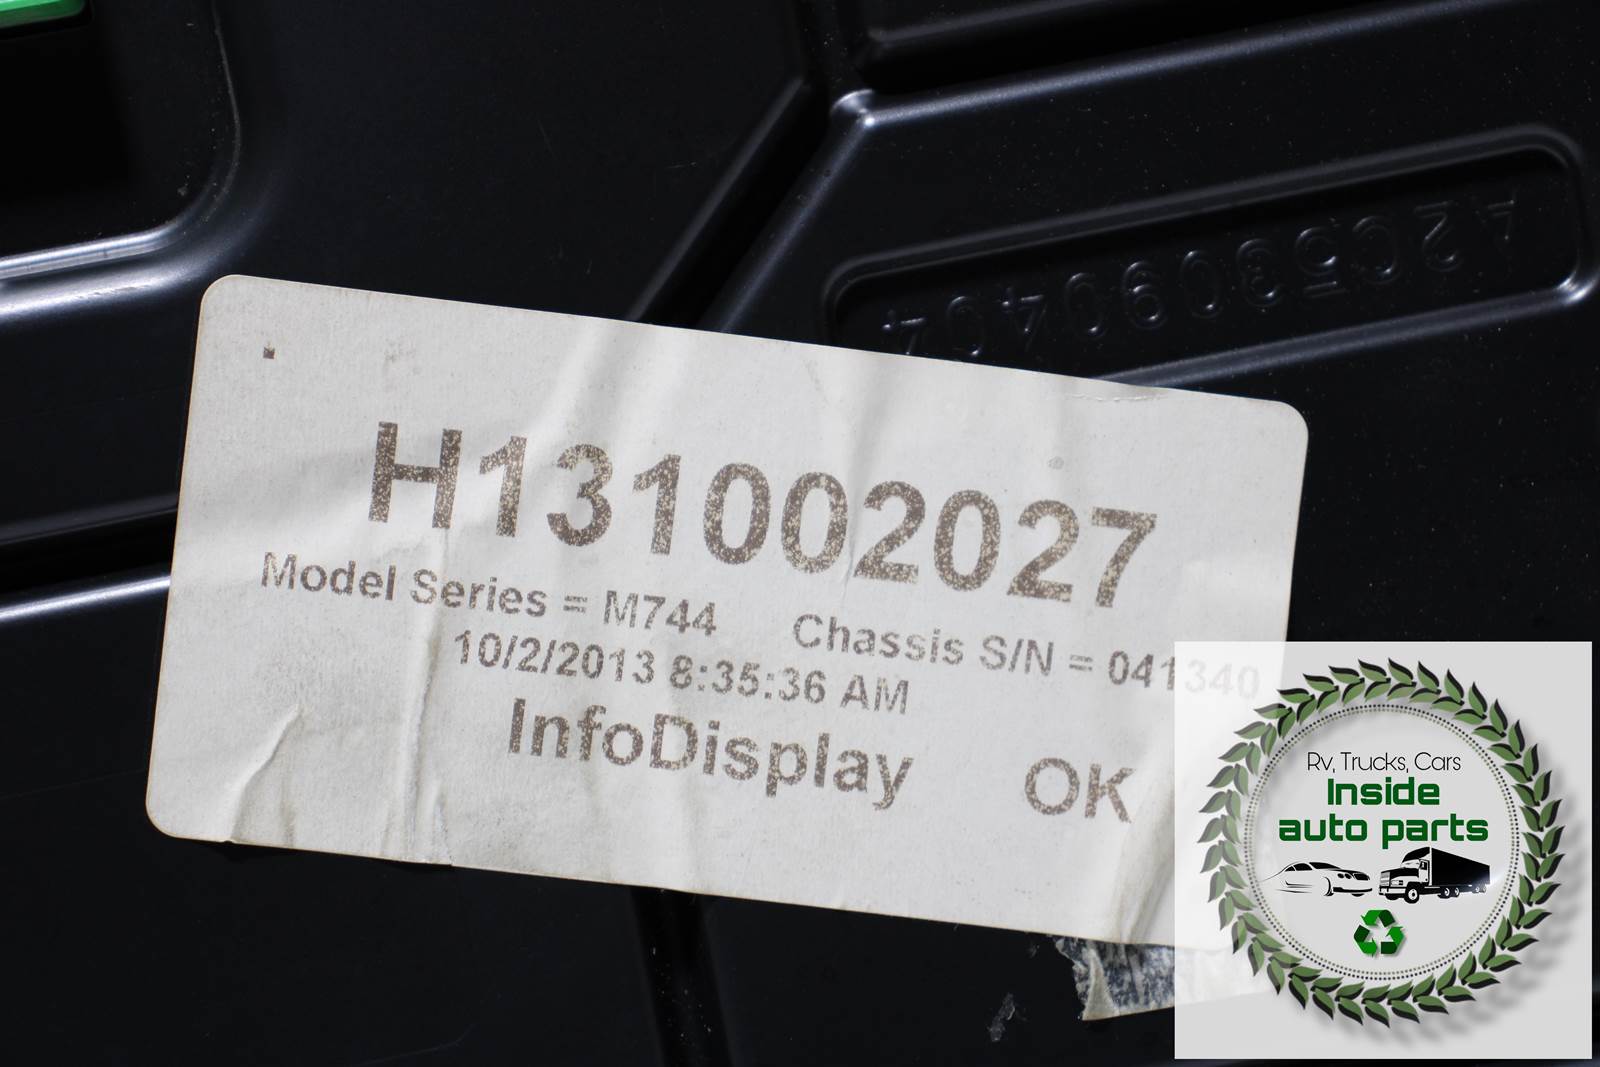 A2C53090404
H131002027
Model Series = M744 Chassis S/N = 041340
10/2/2013 8:35:36 AM
InfoDisplay OK
Rv, Trucks, Cars
Inside
auto parts